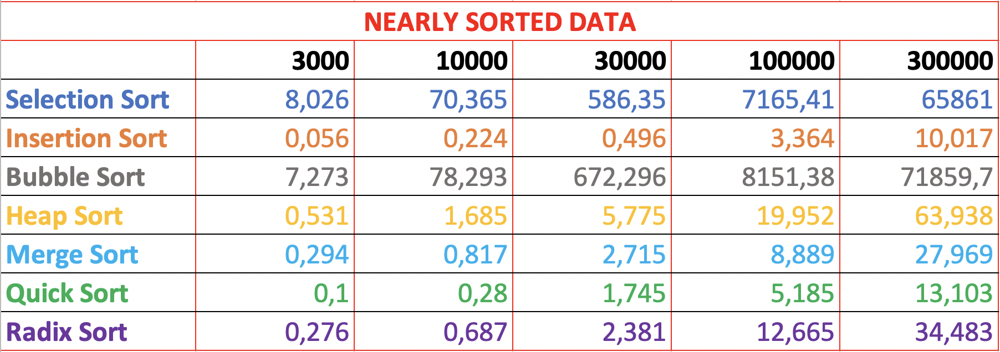 NEARLY SORTED DATA
3000 10000 30000 100000 300000
Selection Sort 8,026 70,365 586,35 7165,41 65861
Insertion Sort 0,056 0,224 0,496 3,364 10,017
Bubble Sort 7,273 78,293 672,296 8151,38 71859,7
Heap Sort 0,531 1,685 5,775 19,952 63,938
Merge Sort 0,294 0,817 2,715 8,889 27,969
Quick Sort 0,1 0,28 1,745 5,185 13,103
Radix Sort 0,276 0,687 2,381 12,665 34,483